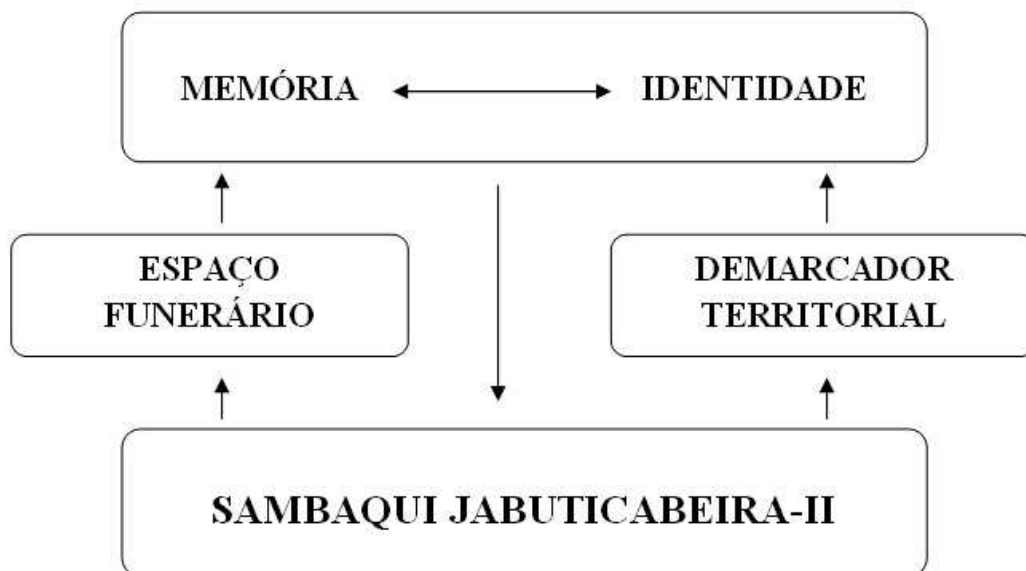 MEMÓRIA IDENTIDADE
ESPAÇO
FUNERÁRIO
DEMARCADOR
TERRITORIAL
SAMBAQUI JABUTICABEIRA-II